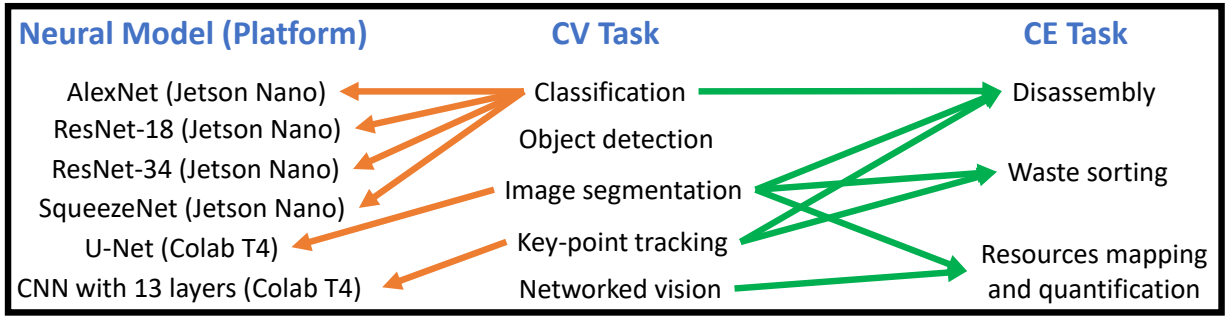 Neural Model (Platform)
CV Task
CE Task
AlexNet (Jetson Nano)
ResNet-18 (Jetson Nano)
ResNet-34 (Jetson Nano)
SqueezeNet (Jetson Nano)
U-Net (Colab T4)
CNN with 13 layers (Colab T4)
Classification
Object detection
Image segmentation
Key-point tracking
Networked vision
Disassembly
Waste sorting
Resources mapping
and quantification